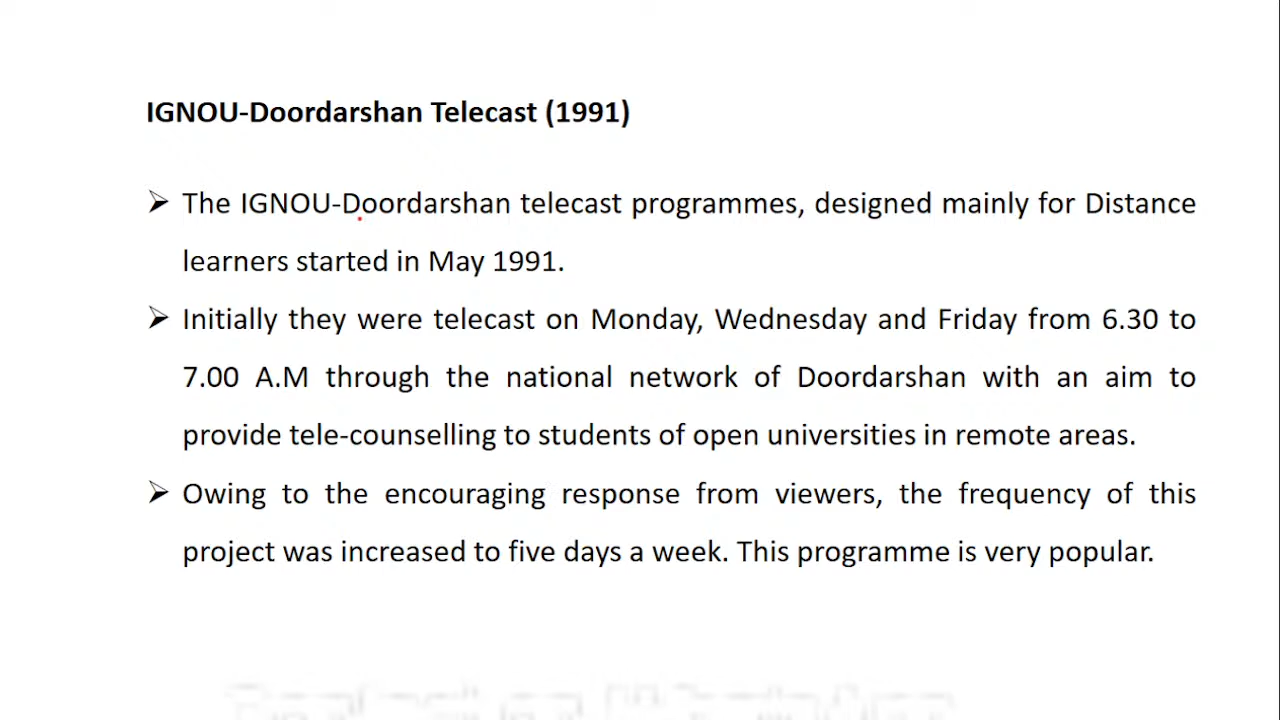 IGNOU-Doordarshan Telecast (1991)
➢ The IGNOU-Doordarshan telecast programmes, designed mainly for Distance
learners started in May 1991.
➢ Initially they were telecast on Monday, Wednesday and Friday from 6.30 to
7.00 A.M through the national network of Doordarshan with an aim to
provide tele-counselling to students of open universities in remote areas.
➢ Owing to the encouraging response from viewers, the frequency of this
project was increased to five days a week. This programme is very popular.